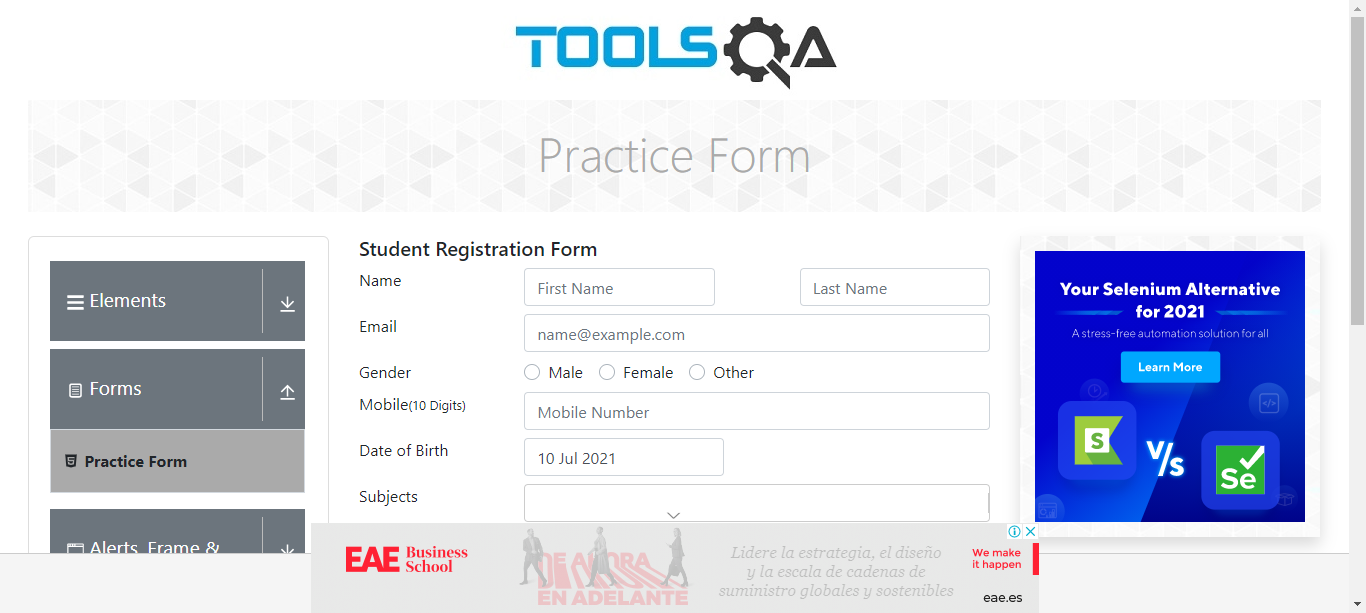 TOOLSQA
Practice Form
Elements
Forms
Practice Form
Alerts, Frame &
Student Registration Form
Name
First Name
Last Name
Email
name@example.com
Gender
Male
Female
Other
Mobile(10 Digits)
Mobile Number
Date of Birth
10 Jul 2021
Subjects
Your Selenium Alternative
for 2021
A stress-free automation solution for all
Learn More
S
V/s
Se
EAE Business
School
DE AHORA
EN ADELANTE
Lidere la estrategia, el diseño
y la escala de cadenas de
suministro globales y sostenibles
We make
it happen
eae.es